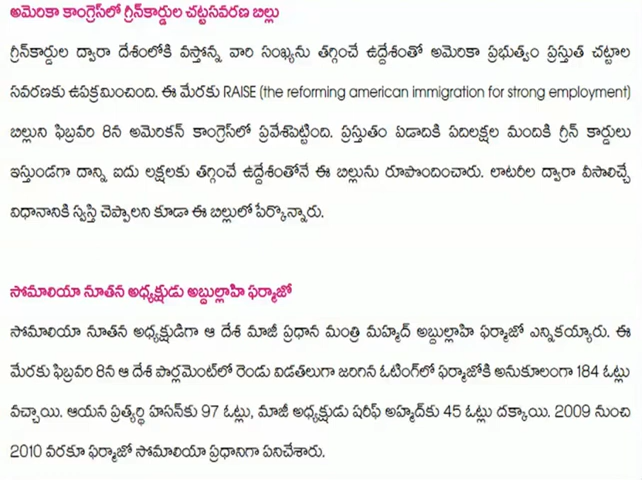 అమెరికా కాంగ్రెస్‌లో గ్రీన్‌కార్డుల చట్టసవరణ బిల్లు
గ్రీన్‌కార్డుల ద్వారా దేశంలోకి వస్తోన్న వారి సంఖ్యను తగ్గించే ఉద్దేశంతో అమెరికా ప్రభుత్వం ప్రస్తుత చట్టాల
సవరణకు ఉపక్రమించింది. ఈ మేరకు RAISE (the reforming american immigration for strong employment)
బిల్లుని ఫిబ్రవరి 8న అమెరికన్ కాంగ్రెస్‌లో ప్రవేశపెట్టింది. ప్రస్తుతం ఏడాదికి పదిలక్షల మందికి గ్రీన్ కార్డులు
ఇస్తుండగా దాన్ని ఐదు లక్షలకు తగ్గించే ఉద్దేశంతోనే ఈ బిల్లును రూపొందించారు. లాటరీల ద్వారా వీసాలిచ్చే
విధానానికి స్వస్తి చెప్పాలని కూడా ఈ బిల్లులో పేర్కొన్నారు.
సోమాలియా నూతన అధ్యక్షుడు అబ్దుల్లాహి ఫర్మాజో
సోమాలియా నూతన అధ్యక్షుడిగా ఆ దేశ మాజీ ప్రధాన మంత్రి మహ్మద్ అబ్దుల్లాహి ఫర్మాజో ఎన్నికయ్యారు. ఈ
మేరకు ఫిబ్రవరి 8న ఆ దేశ పార్లమెంట్‌లో రెండు విడతలుగా జరిగిన ఓటింగ్‌లో ఫర్మాజోకి అనుకూలంగా 184 ఓట్లు
వచ్చాయి. ఆయన ప్రత్యర్థి హసన్‌కు 97 ఓట్లు, మాజీ అధ్యక్షుడు షరీఫ్ అహ్మద్‌కు 45 ఓట్లు దక్కాయి. 2009 నుంచి
2010 వరకూ ఫర్మాజో సోమాలియా ప్రధానిగా పనిచేశారు.